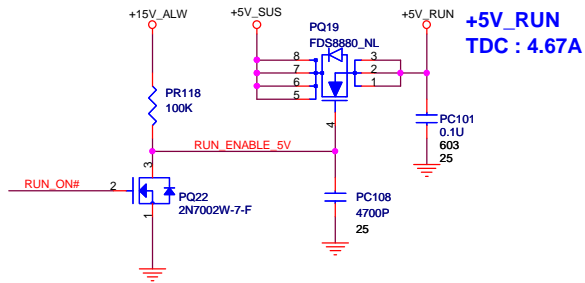 +15V_ALW
+5V_SUS
+5V_RUN
+5V_RUN
TDC : 4.67A
PQ19
FDS8880_NL
8
7
6
5
3
2
1
4
PR118
100K
PC101
0.1U
603
25
RUN_ENABLE_5V
3
RUN_ON#
2
1
PQ22
2N7002W-7-F
PC108
4700P
25